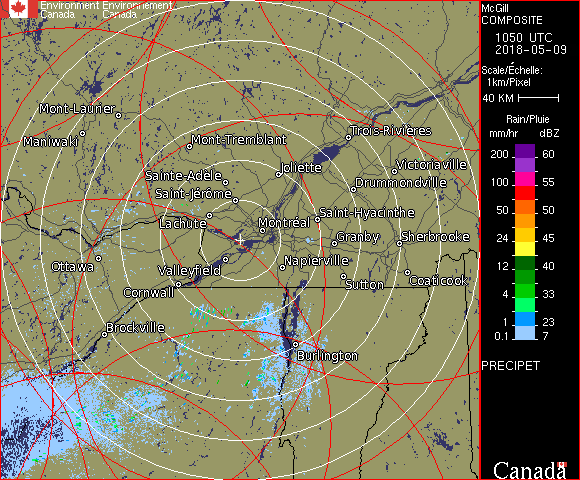 Environment Environnement
Canada Canada
McGill
COMPOSITE
1050 UTC
2018-05-09
Scale/Échelle:
1km/Pixel
40 KM
Rain/Pluie
mm/hr dBZ
200 60
100 55
50 50
24 45
12 40
4 33
1 23
0.1 7
PRECIPET
Mont-Laurier
Maniwaki
Mont-Tremblant
Trois-Rivières
Joliette
Victoriaville
Sainte-Adèle
Drummondville
Saint-Jérôme
Lachute
Saint-Hyacinthe
Montréal
Granby
Sherbrooke
Ottawa
Valleyfield
Napierville
Cornwall
Sutton
Coaticook
Brockville
Burlington
Canada